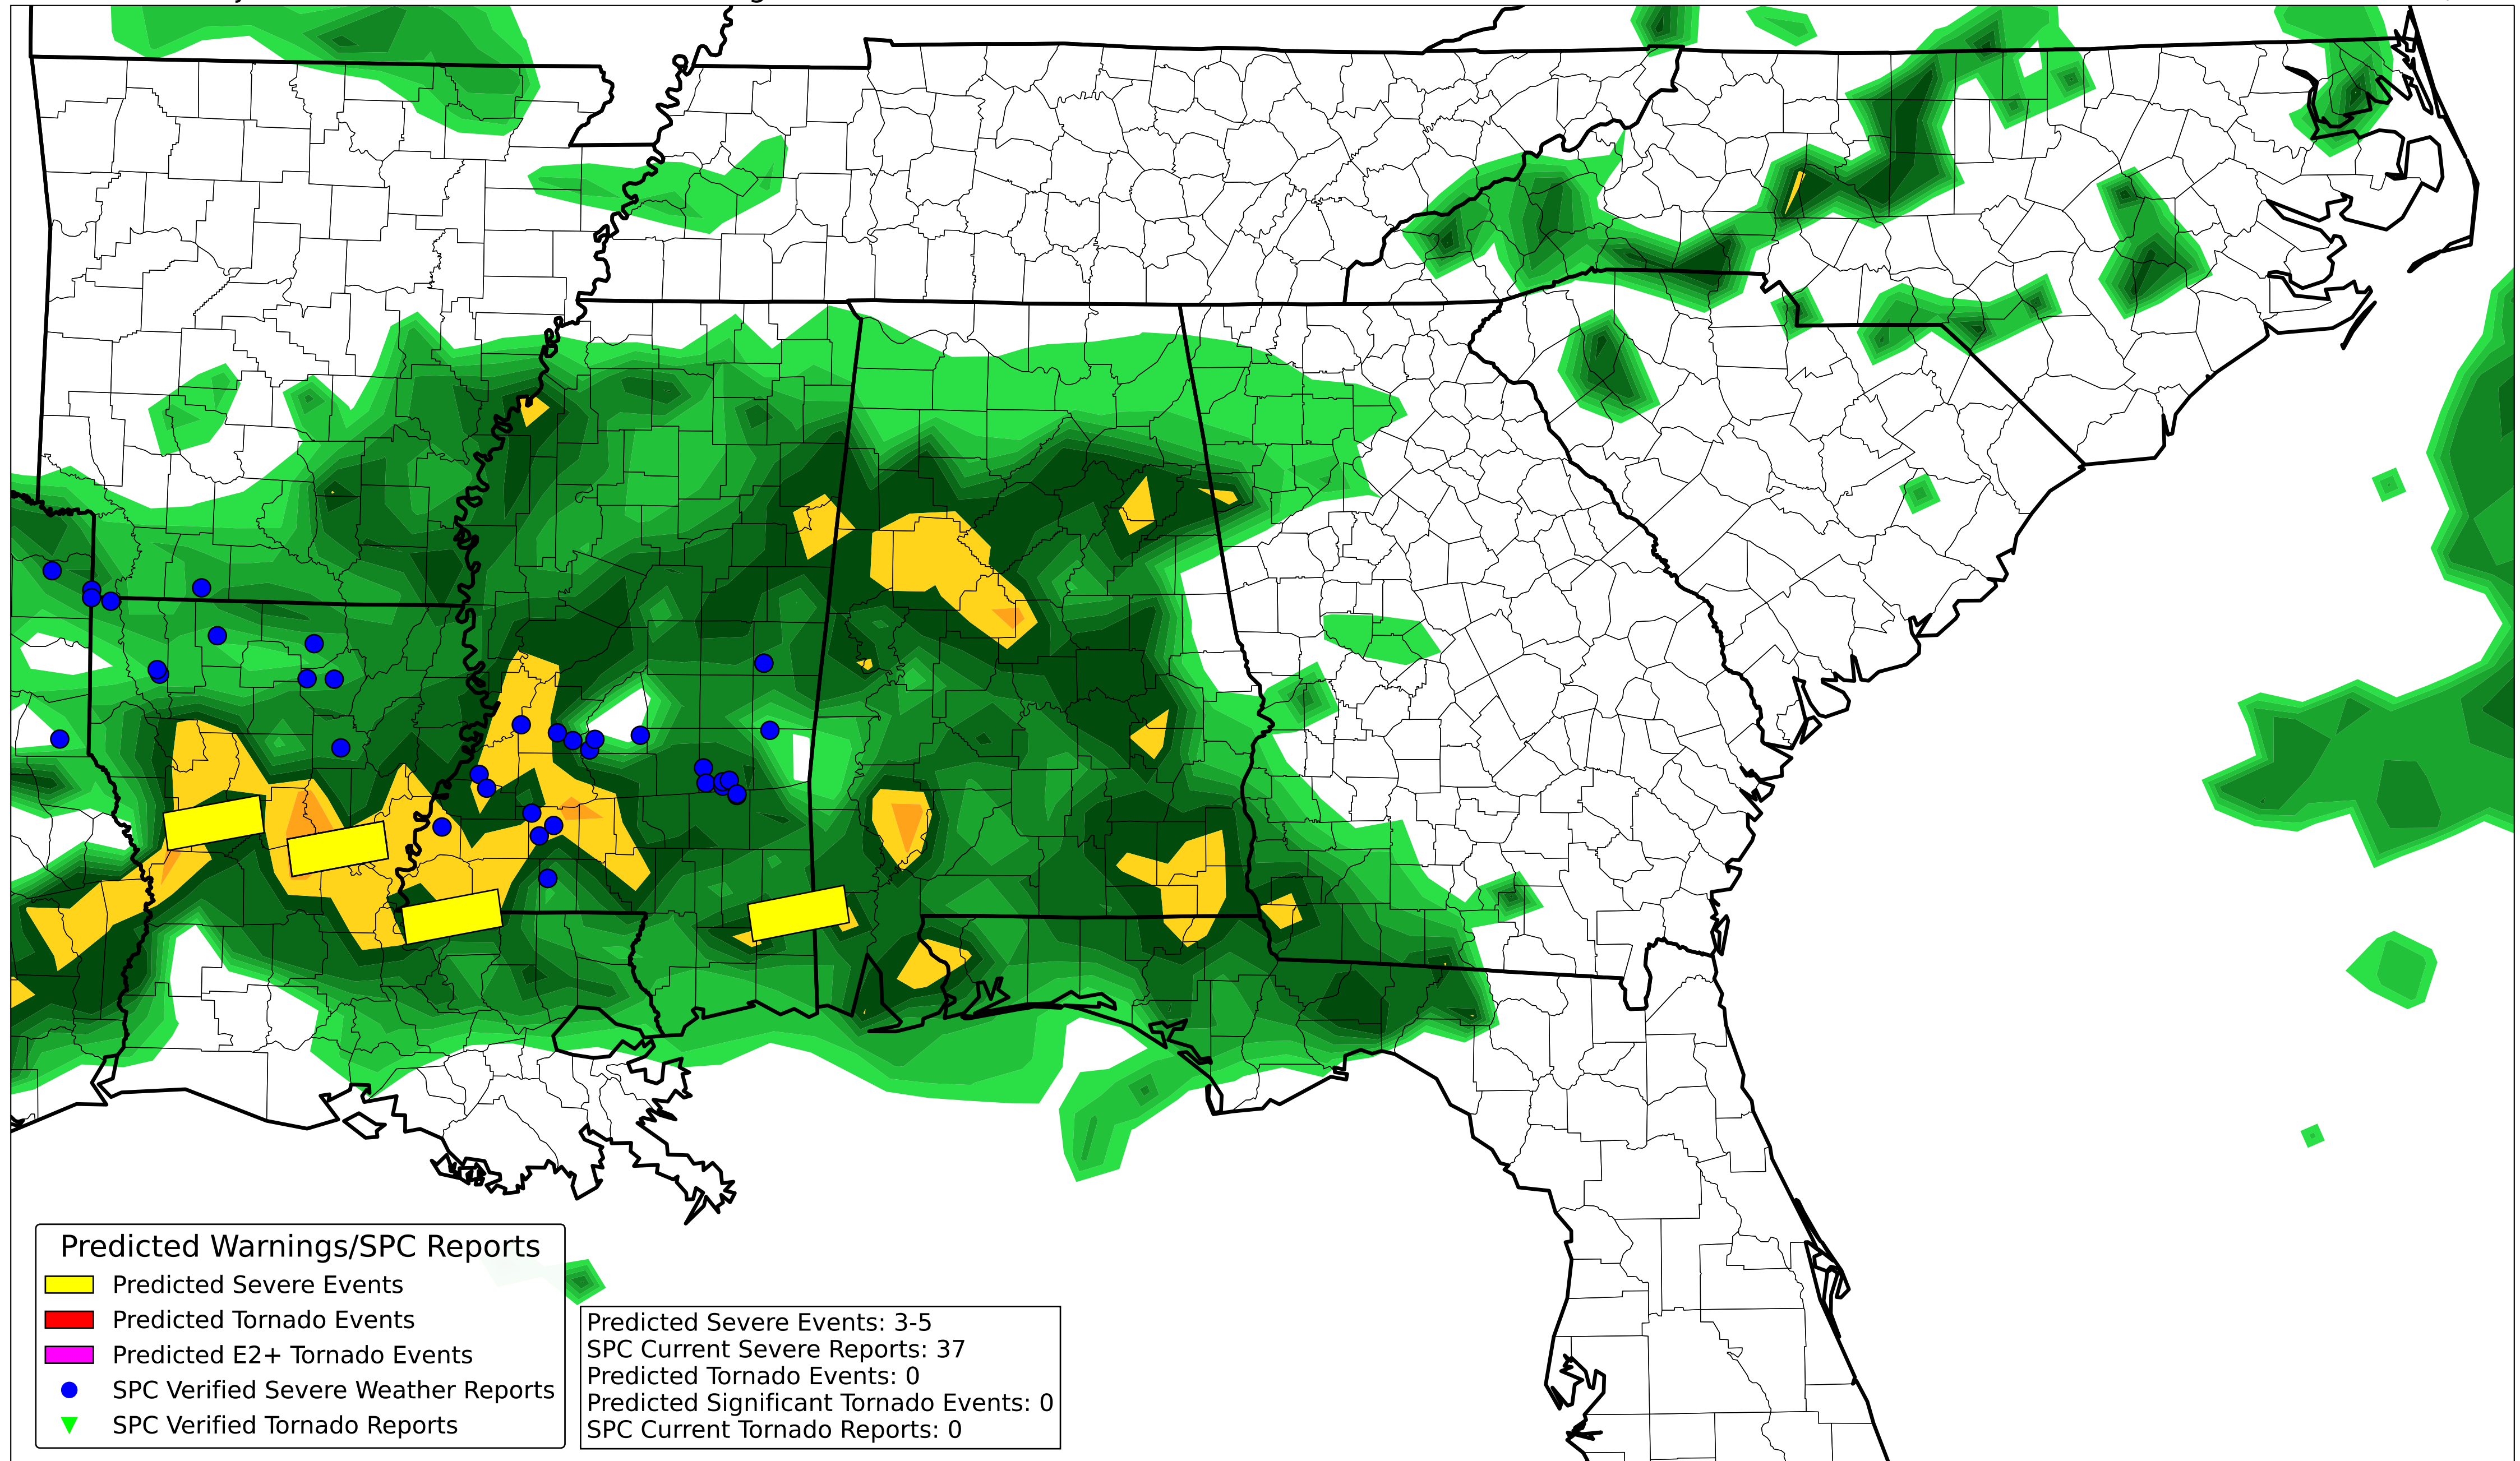 Predicted Warnings/SPC Reports
Predicted Severe Events
Predicted Tornado Events
Predicted E2+ Tornado Events
SPC Verified Severe Weather Reports
SPC Verified Tornado Reports
Predicted Severe Events: 3-5
SPC Current Severe Reports: 37
Predicted Tornado Events: 0
Predicted Significant Tornado Events: 0
SPC Current Tornado Reports: 0